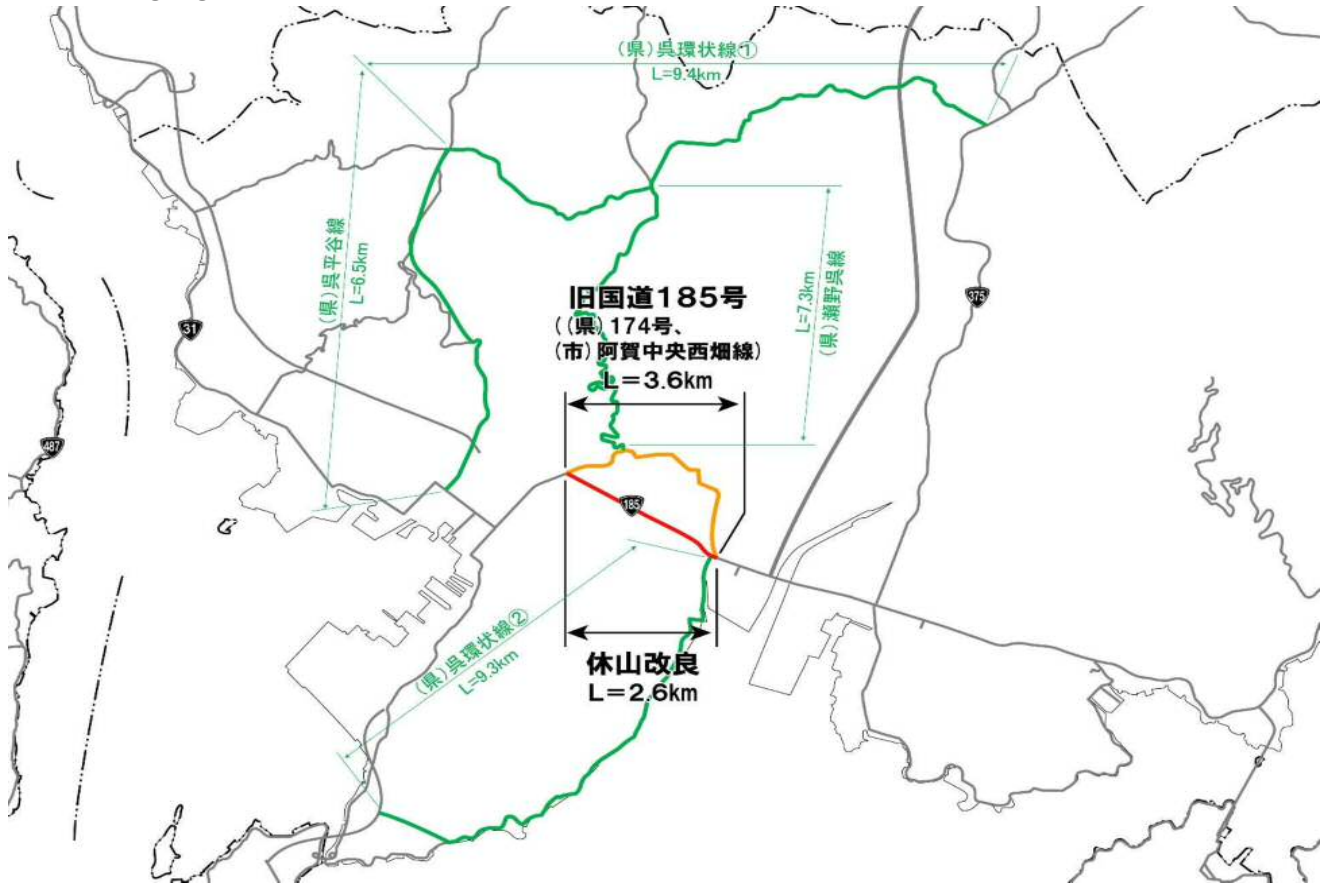 (県)呉環状線①
L=9.4km
(県)呉平谷線
L=6.5km
旧国道185号
((県)174号、
(市)阿賀中央西畑線)
L=3.6km
L=7.3km
(県)瀬野呉線
31
375
487
185
(県)呉環状線②
L=9.3km
休山改良
L=2.6km